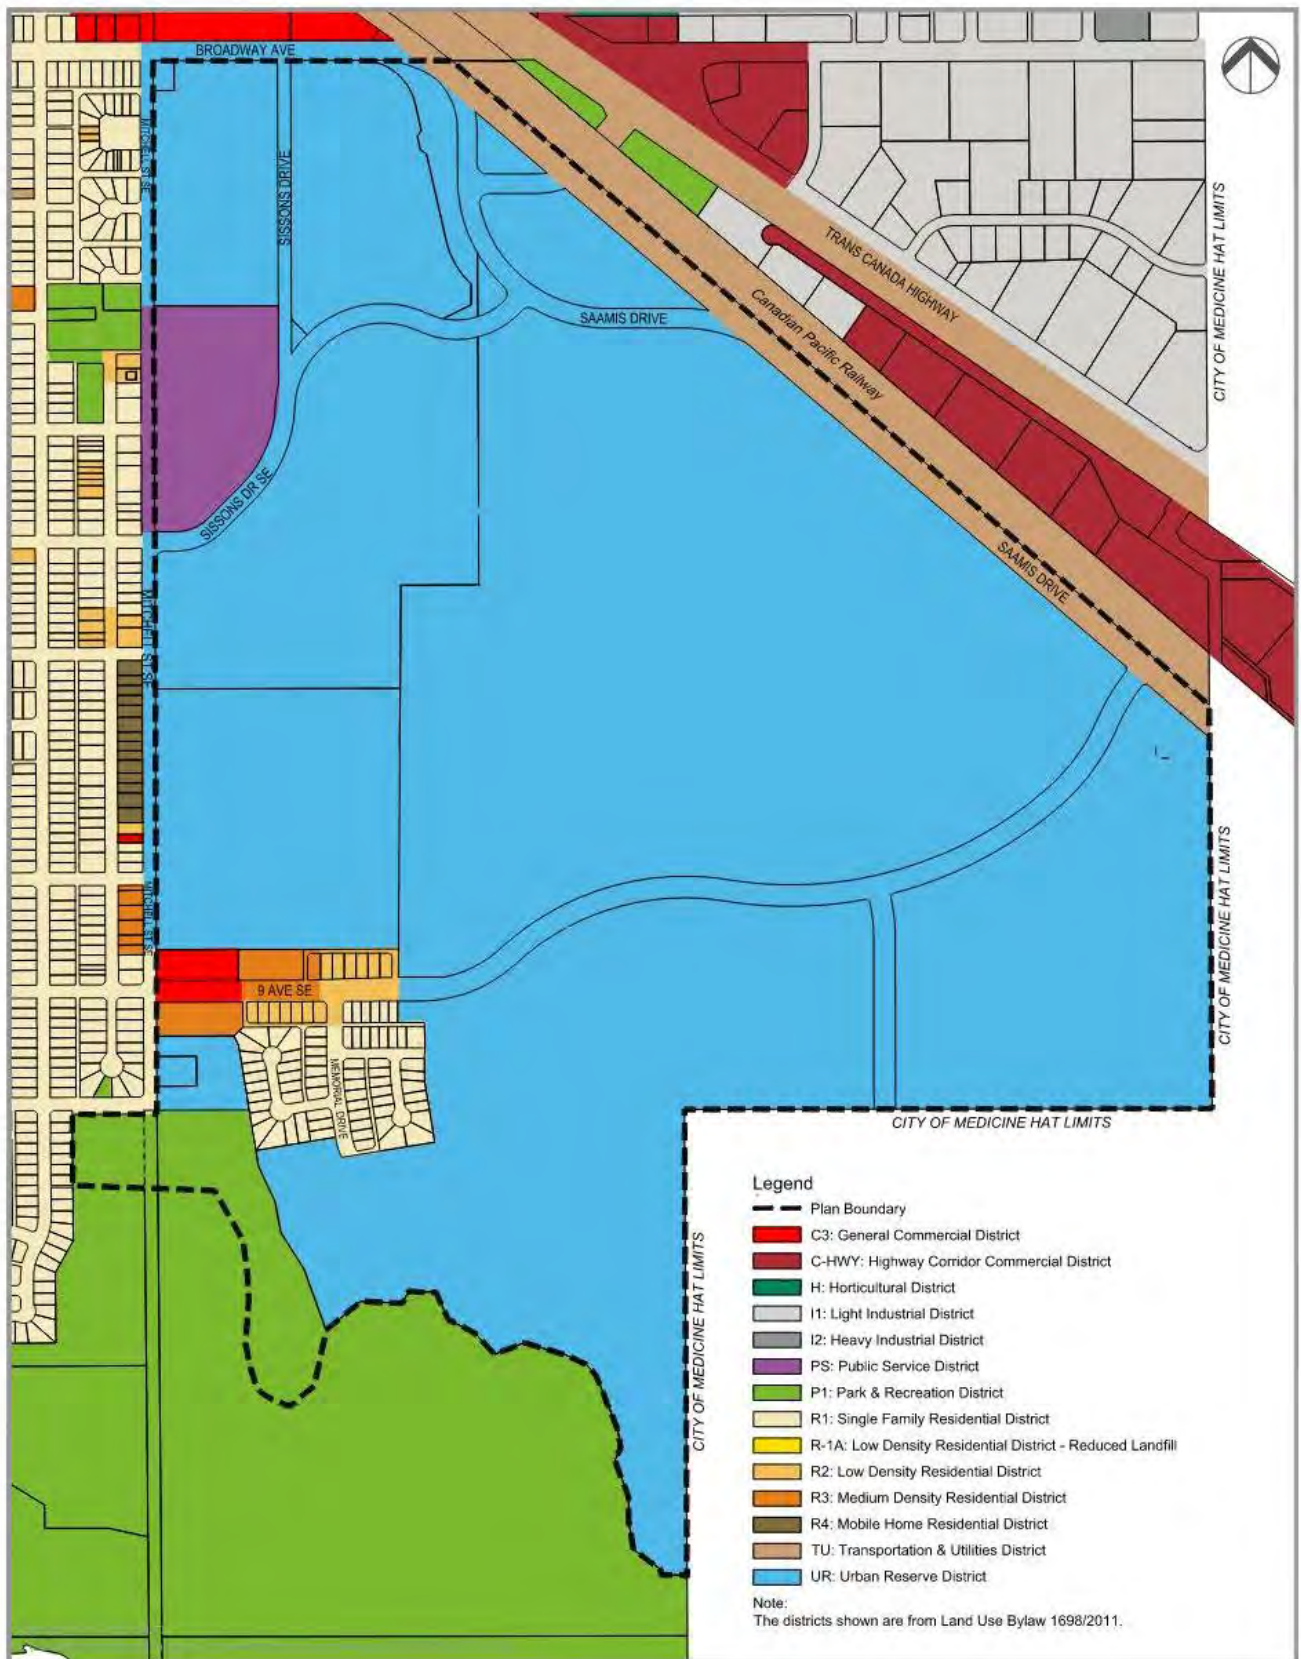 BROADWAY AVE
MITCHELL ST SE
SISSONS DRIVE
CITY OF MEDICINE HAT LIMITS
TRANS CANADA HIGHWAY
Canadian Pacific Railway
SAAMIS DRIVE
SISSONS DR SE
SAAMIS DRIVE
MITCHELL ST SE
CITY OF MEDICINE HAT LIMITS
MITCHELL ST SE
9 AVE SE
MEMORIAL DRIVE
CITY OF MEDICINE HAT LIMITS
CITY OF MEDICINE HAT LIMITS
Legend
Plan Boundary
C3: General Commercial District
C-HWY: Highway Corridor Commercial District
H: Horticultural District
I1: Light Industrial District
I2: Heavy Industrial District
PS: Public Service District
P1: Park & Recreation District
R1: Single Family Residential District
R-1A: Low Density Residential District - Reduced Landfill
R2: Low Density Residential District
R3: Medium Density Residential District
R4: Mobile Home Residential District
TU: Transportation & Utilities District
UR: Urban Reserve District
Note:
The districts shown are from Land Use Bylaw 1698/2011.